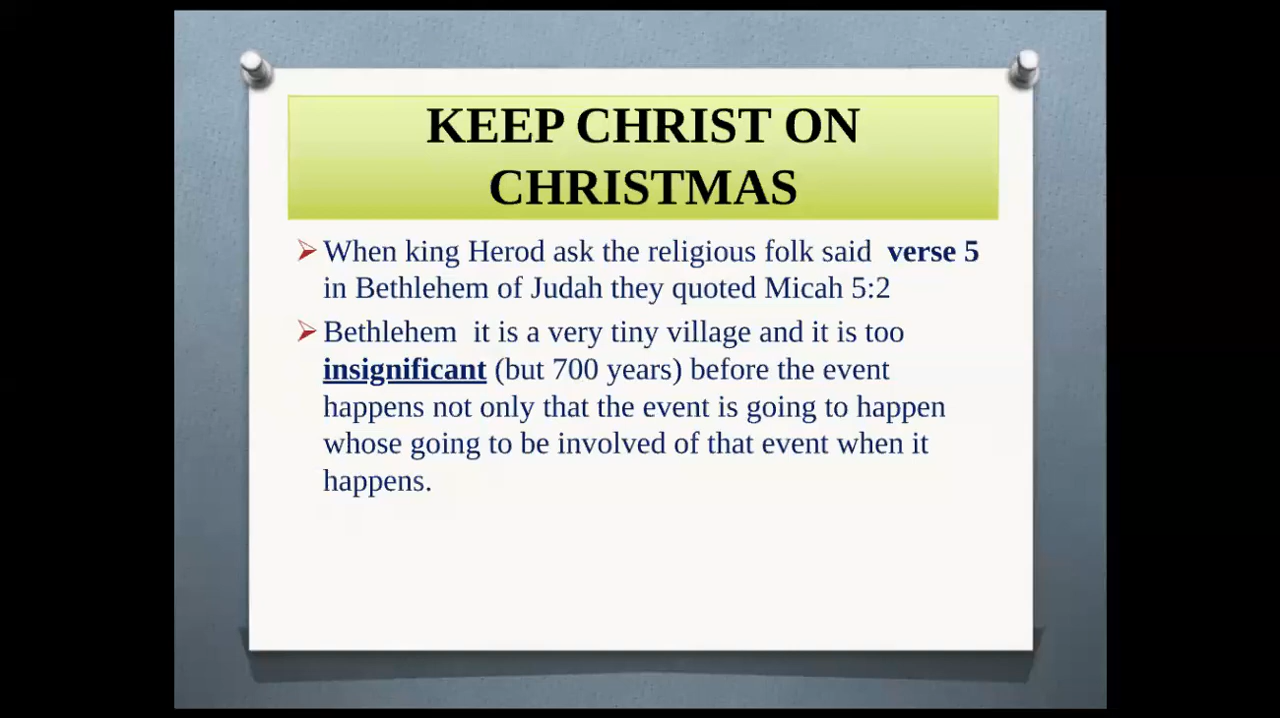 KEEP CHRIST ON
CHRISTMAS
When king Herod ask the religious folk said verse 5
in Bethlehem of Judah they quoted Micah 5:2
Bethlehem it is a very tiny village and it is too
insignificant (but 700 years) before the event
happens not only that the event is going to happen
whose going to be involved of that event when it
happens.